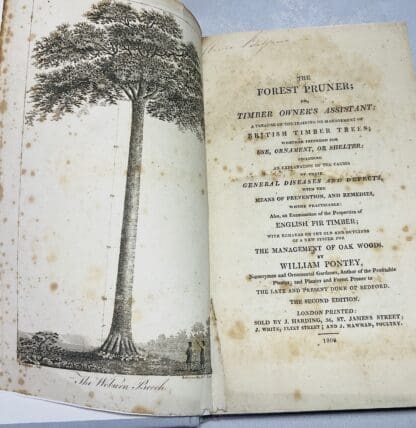 The Woburn Beech.
THE
FOREST PRUNER;
OR,
TIMBER OWNER'S ASSISTANT:
A TREATISE ON THE TRAINING OR MANAGEMENT OF
BRITISH TIMBER TREES;
WHETHER INTENDED FOR
USE, ORNAMENT, OR SHELTER;
INCLUDING
AN EXPLANATION OF THE CAUSES
OF THEIR
GENERAL DISEASES AND DEFECTS,
WITH THE
MEANS OF PREVENTION, AND REMEDIES,
WHERE PRACTICABLE:
Also, an Examination of the Properties of
ENGLISH FIR TIMBER;
WITH REMARKS ON THE OLD AND OUTLINES
OF A NEW SYSTEM FOR
THE MANAGEMENT OF OAK WOODS.
BY
WILLIAM PONTEY,
Nurseryman and Ornamental Gardener, Author of the Profitable
Planter; and Planter and Forest Pruner to
THE LATE AND PRESENT DUKE OF BEDFORD.
THE SECOND EDITION.
LONDON PRINTED:
SOLD BY J. HARDING, 36, ST. JAMES'S STREET;
J. WHITE, FLEET STREET; AND J. MAWMAN, POULTRY.